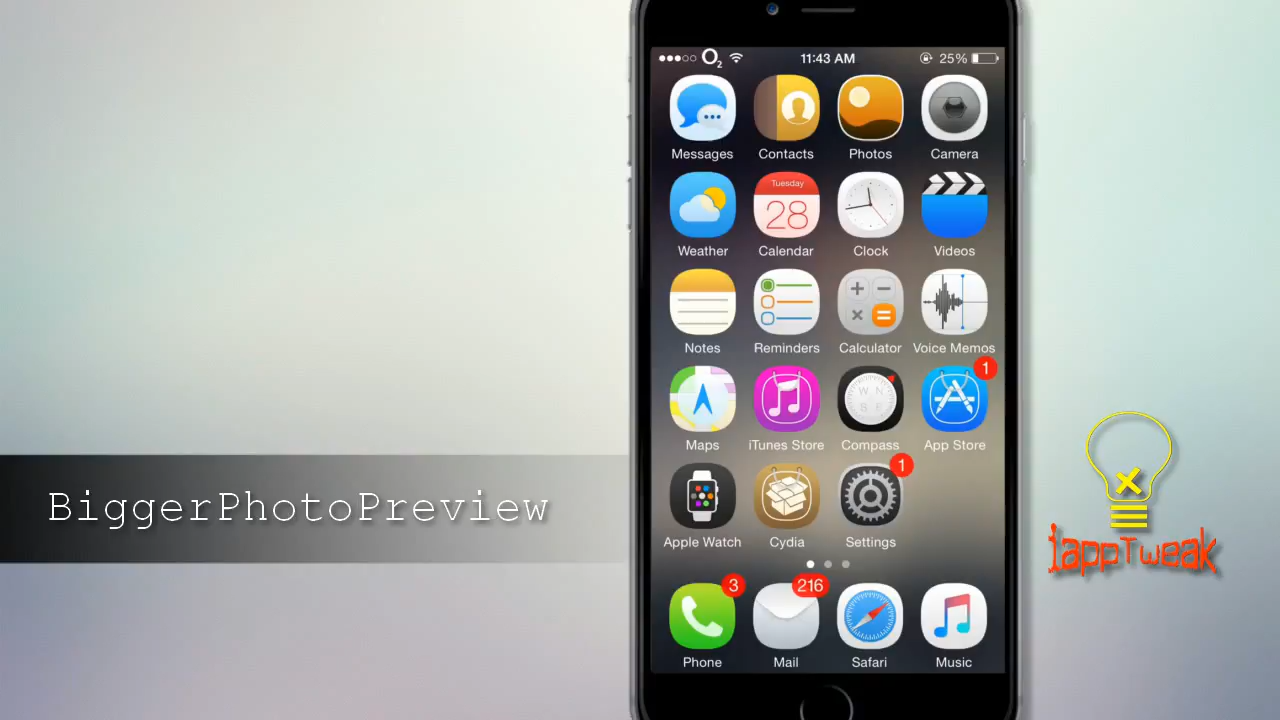 O2 11:43 AM 25%
Messages Contacts Photos Camera
Tuesday
28
Weather Calendar Clock Videos
Notes Reminders Calculator Voice Memos
W N
S E
1
Maps iTunes Store Compass App Store
1
Apple Watch Cydia Settings
3 216
Phone Mail Safari Music
BiggerPhotoPreview
iappTweak